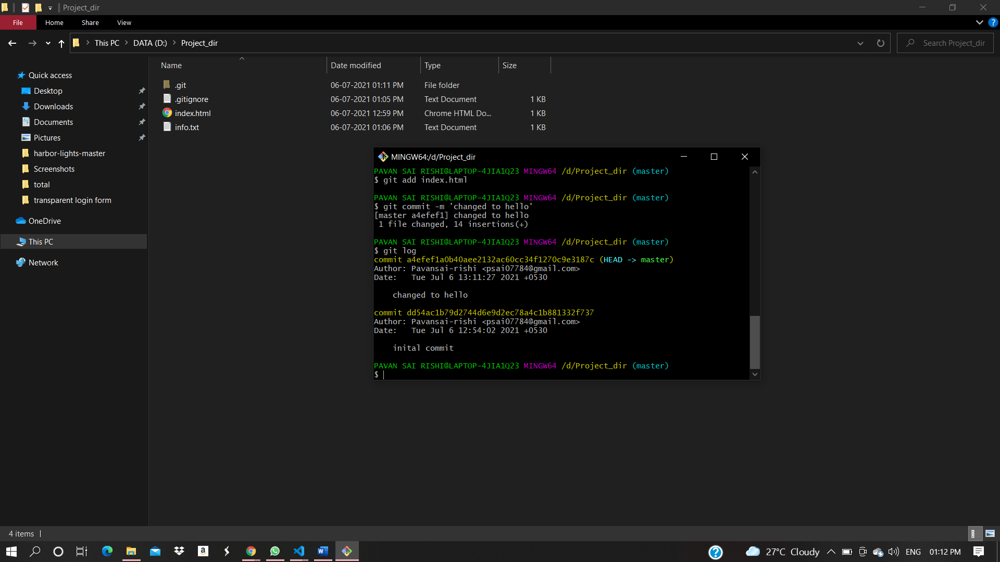 Project_dir
File Home Share View
This PC DATA (D:) Project_dir
Search Project_dir
Name Date modified Type Size
.git 06-07-2021 01:11 PM File folder
.gitignore 06-07-2021 01:05 PM Text Document 1 KB
index.html 06-07-2021 12:59 PM Chrome HTML Do... 1 KB
info.txt 06-07-2021 01:06 PM Text Document 1 KB
Quick access
Desktop
Downloads
Documents
Pictures
harbor-lights-master
Screenshots
total
transparent login form
OneDrive
This PC
Network
MINGW64:/d/Project_dir
PAVAN SAI RISHI@LAPTOP-4JIA1Q23 MINGW64 /d/Project_dir (master)
$ git add index.html
PAVAN SAI RISHI@LAPTOP-4JIA1Q23 MINGW64 /d/Project_dir (master)
$ git commit -m 'changed to hello'
[master a4efef1] changed to hello
1 file changed, 14 insertions(+)
PAVAN SAI RISHI@LAPTOP-4JIA1Q23 MINGW64 /d/Project_dir (master)
$ git log
commit a4efef1a0b40aee2132ac60cc34f1270c9e3187c (HEAD -> master)
Author: Pavansai-rishi <psai07784@gmail.com>
Date: Tue Jul 6 13:11:27 2021 +0530
changed to hello
commit dd54ac1b79d2744d6e9d2ec78a4c1b881332f737
Author: Pavansai-rishi <psai07784@gmail.com>
Date: Tue Jul 6 12:54:02 2021 +0530
inital commit
PAVAN SAI RISHI@LAPTOP-4JIA1Q23 MINGW64 /d/Project_dir (master)
$
4 items
27°C Cloudy ENG 01:12 PM